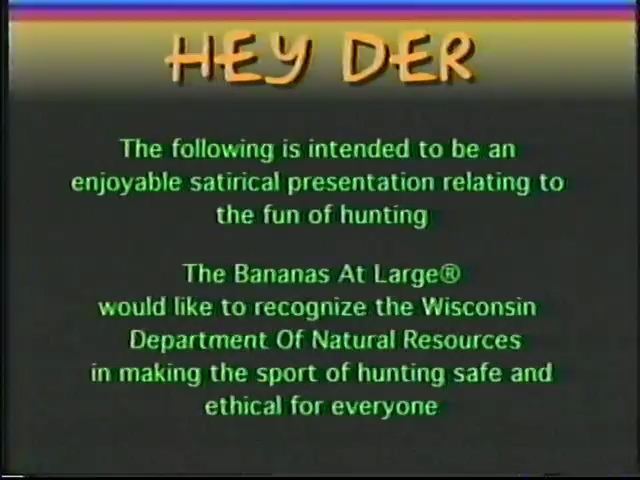 HEY DER
The following is intended to be an
enjoyable satirical presentation relating to
the fun of hunting
The Bananas At Large®
would like to recognize the Wisconsin
Department Of Natural Resources
in making the sport of hunting safe and
ethical for everyone